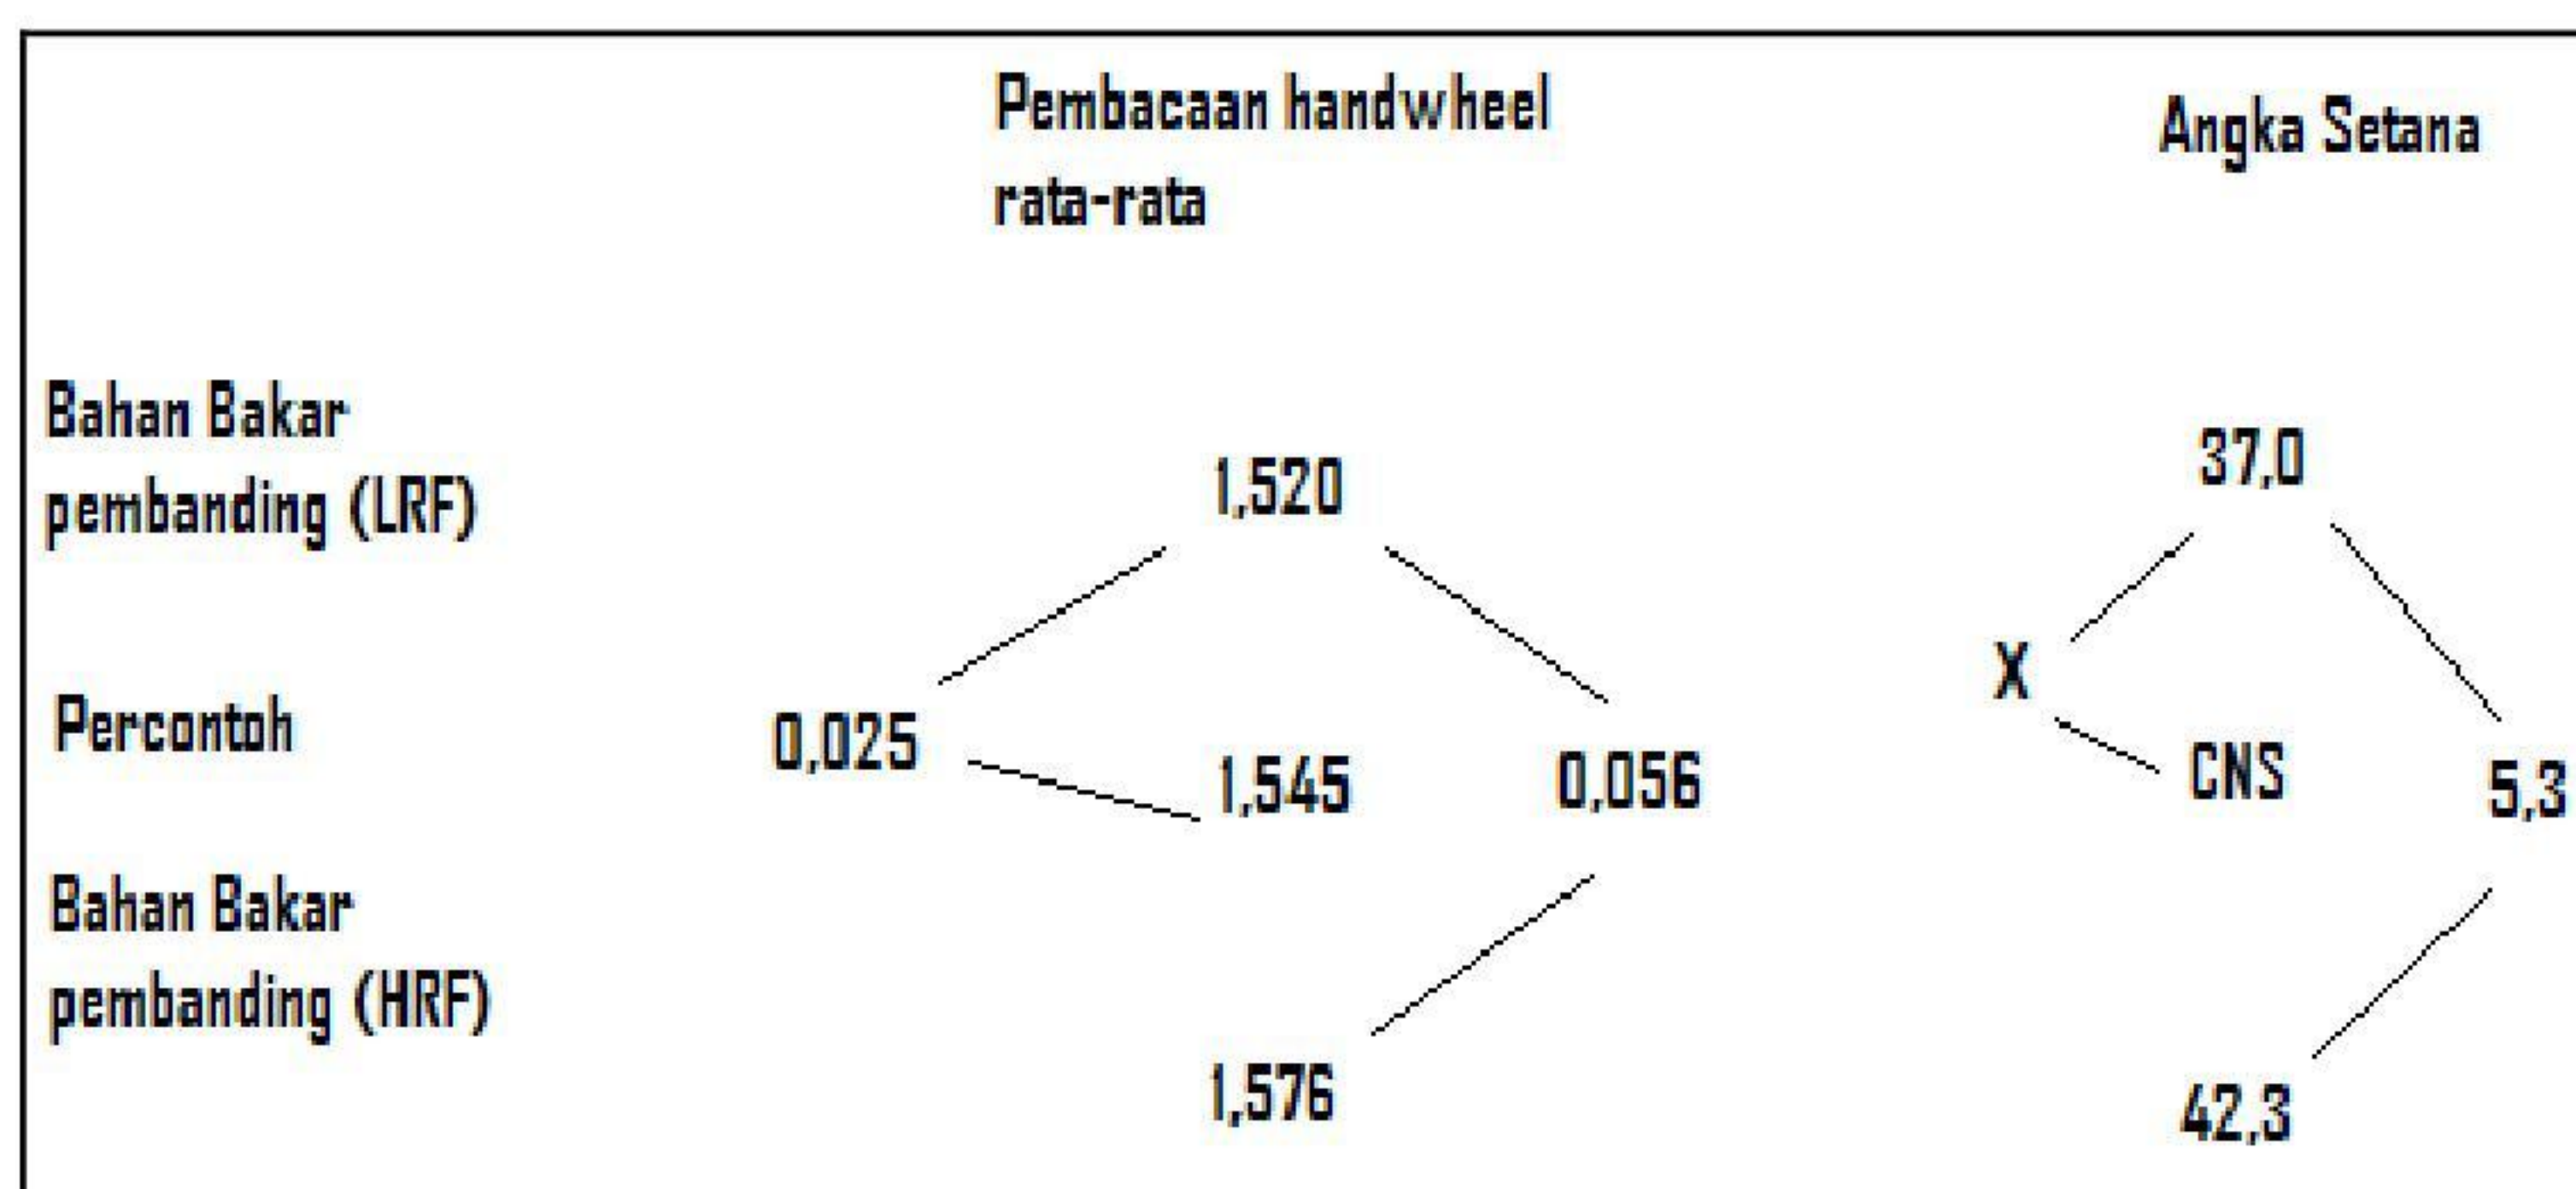 Pembacaan handwheel
rata-rata
Angka Setana
Bahan Bakar
pembanding (LRF)
1,520
37,0
Percontoh
0,025
1,545
0,056
X
CNS
5,3
Bahan Bakar
pembanding (HRF)
1,576
42,3